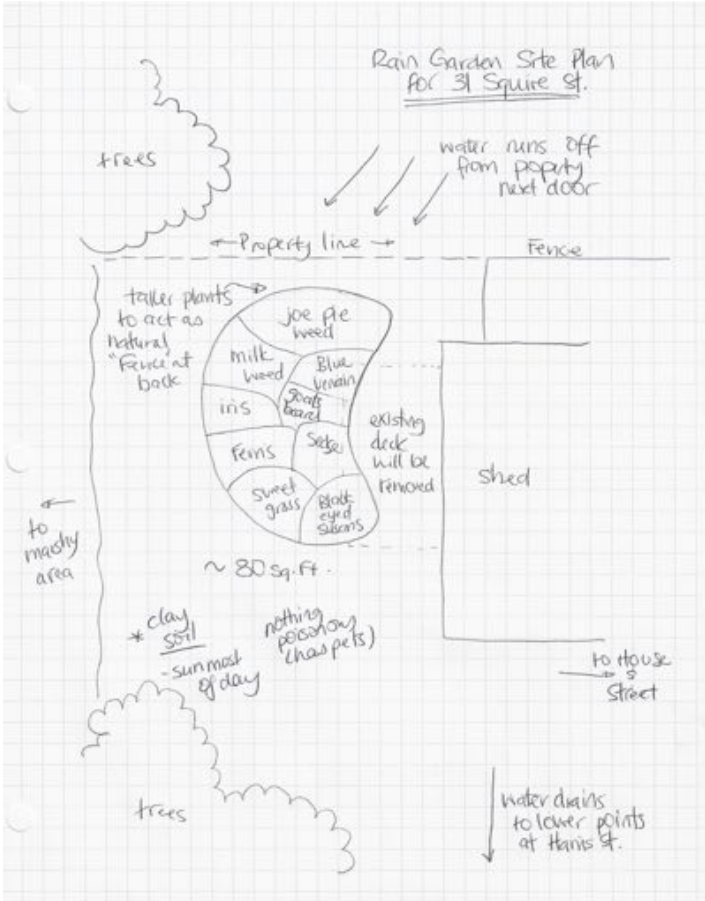 Rain Garden Site Plan
for 31 Squire St.
trees
water runs off
from popety
next door
Property line
Fence
taller plants
to act as
natural
"Fence" at
back
joe pie
weed
milk
weed
Blue
vervain
iris
goats
beard
Ferns
Sedge
sweet
grass
Black
eyed
Susans
existing
deck
will be
removed
Shed
to
marshy
area
~ 80 sq.ft.
* clay
soil
- sun most
of day
nothing
poisonous
(has pets)
to House
&
Street
trees
water drains
to lower points
at Harris St.